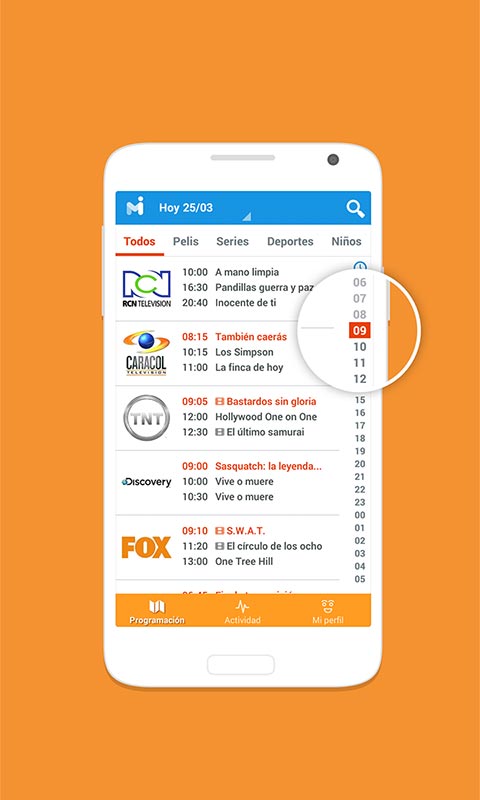 Hoy 25/03
Todos Pelis Series Deportes Niños
RCN TELEVISION
10:00 A mano limpia
16:30 Pandillas guerra y paz
20:40 Inocente de ti
CARACOL
TELEVISION
08:15 También caerás
10:15 Los Simpson
11:00 La finca de hoy
TNT
09:05 Bastardos sin gloria
12:00 Hollywood One on One
12:30 El último samurai
Discovery
09:00 Sasquatch: la leyenda...
10:00 Vive o muere
10:30 Vive o muere
FOX
09:10 S.W.A.T.
11:20 El círculo de los ocho
13:00 One Tree Hill
06
07
08
09
10
11
12
15
16
17
18
19
20
21
22
23
00
01
02
03
04
05
Programación Actividad Mi perfil